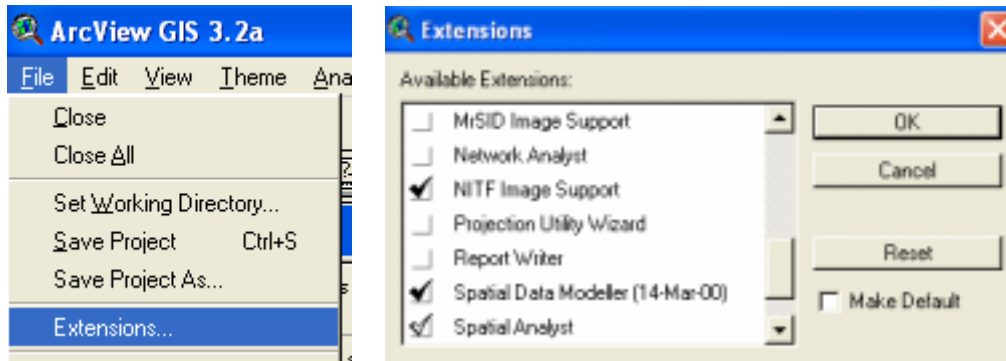 ArcView GIS 3.2a
File Edit View Theme Ana
Close
Close All
Set Working Directory...
Save Project Ctrl+S
Save Project As...
Extensions...
Extensions
Available Extensions:
MrSID Image Support
Network Analyst
NITF Image Support
Projection Utility Wizard
Report Writer
Spatial Data Modeller (14-Mar-00)
Spatial Analyst
OK
Cancel
Reset
Make Default